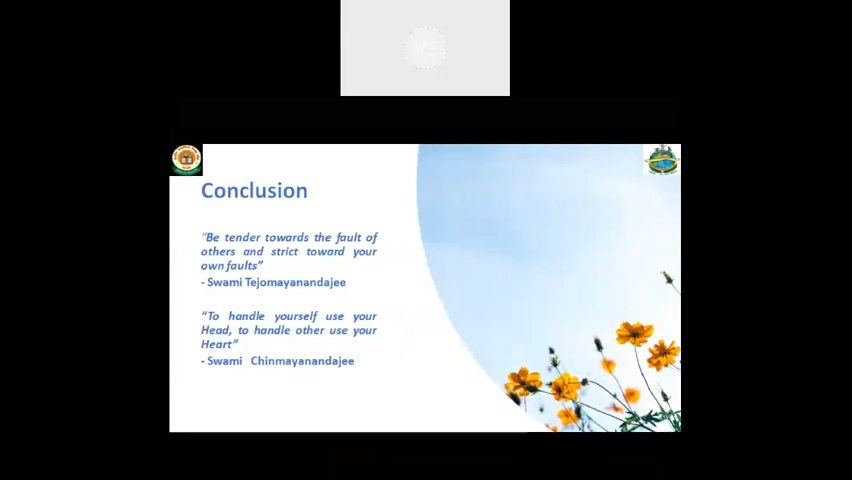 Conclusion
"Be tender towards the fault of
others and strict toward your
own faults"
- Swami Tejomayanandajee
"To handle yourself use your
Head, to handle other use your
Heart"
- Swami Chinmayanandajee